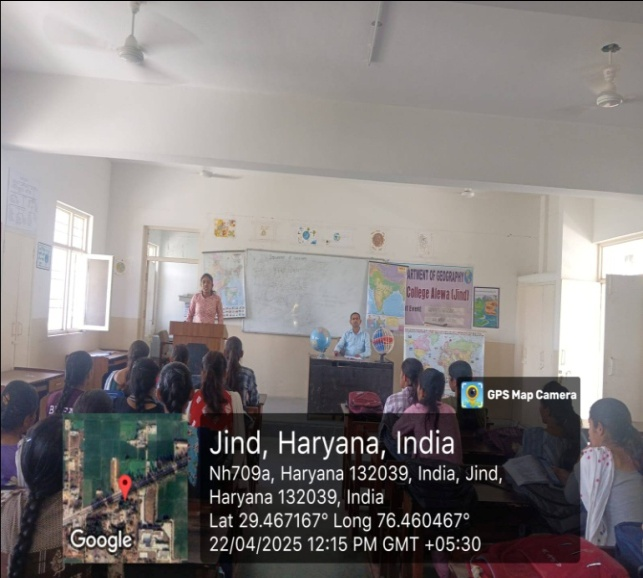 ARTMENT OF GEOGRAPHY
College Alewa (Jind)
GPS Map Camera
Jind, Haryana, India
Nh709a, Haryana 132039, India, Jind,
Haryana 132039, India
Lat 29.467167° Long 76.460467°
22/04/2025 12:15 PM GMT +05:30
Google